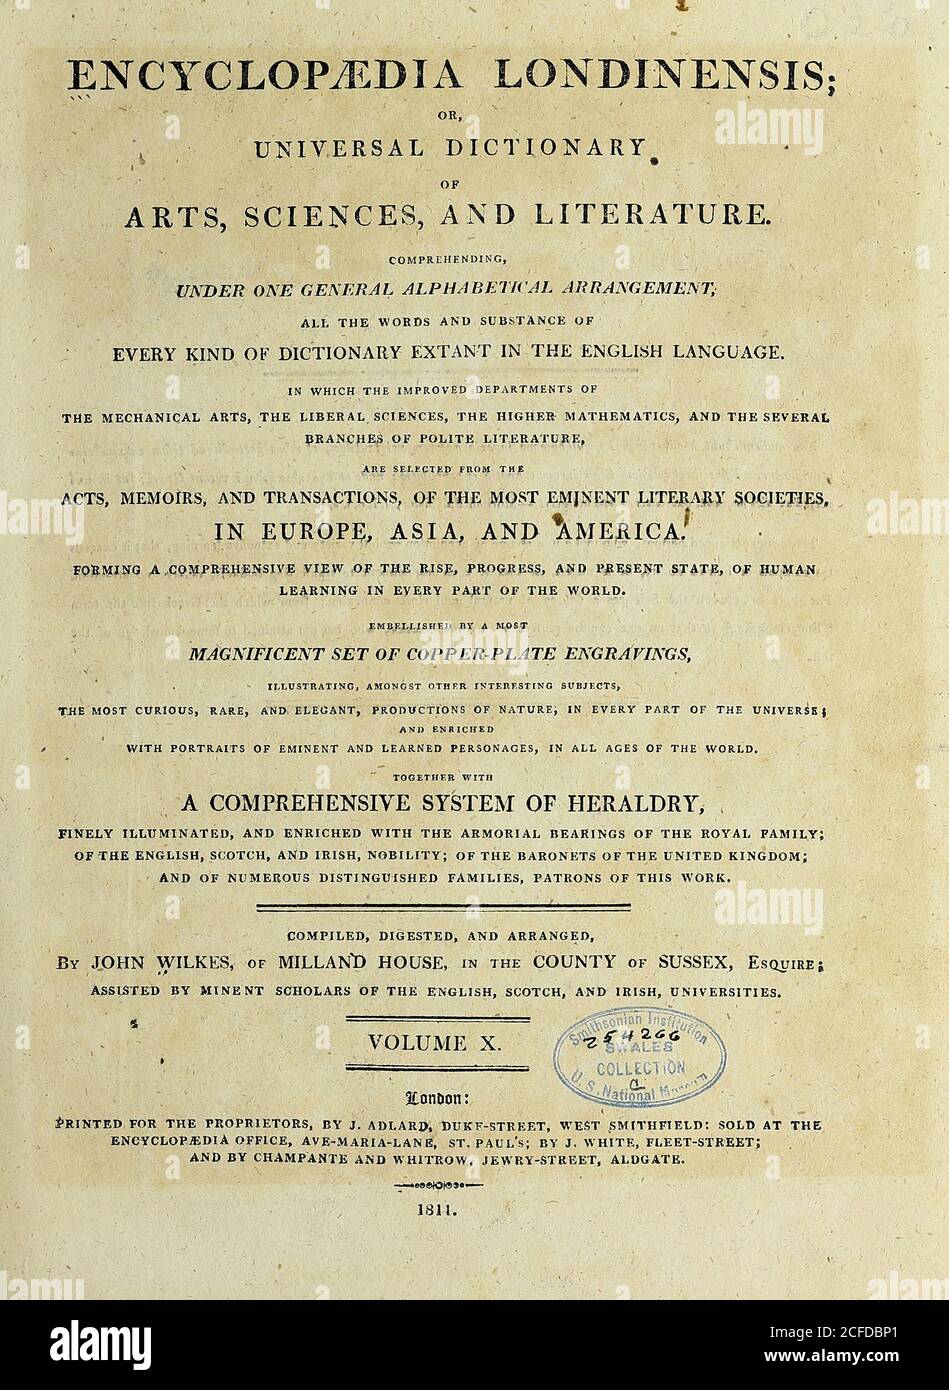 ENCYCLOPÆDIA LONDINENSIS;
OR,
UNIVERSAL DICTIONARY
OF
ARTS, SCIENCES, AND LITERATURE.
COMPREHENDING,
UNDER ONE GENERAL ALPHABETICAL ARRANGEMENT,
ALL THE WORDS AND SUBSTANCE OF
EVERY KIND OF DICTIONARY EXTANT IN THE ENGLISH LANGUAGE.
IN WHICH THE IMPROVED DEPARTMENTS OF
THE MECHANICAL ARTS, THE LIBERAL SCIENCES, THE HIGHER MATHEMATICS, AND THE SEVERAL
BRANCHES OF POLITE LITERATURE,
ARE SELECTED FROM THE
ACTS, MEMOIRS, AND TRANSACTIONS, OF THE MOST EMINENT LITERARY SOCIETIES,
IN EUROPE, ASIA, AND AMERICA.
FORMING A COMPREHENSIVE VIEW OF THE RISE, PROGRESS, AND PRESENT STATE, OF HUMAN
LEARNING IN EVERY PART OF THE WORLD.
EMBELLISHED BY A MOST
MAGNIFICENT SET OF COPPER-PLATE ENGRAVINGS,
ILLUSTRATING, AMONGST OTHER INTERESTING SUBJECTS,
THE MOST CURIOUS, RARE, AND ELEGANT, PRODUCTIONS OF NATURE, IN EVERY PART OF THE UNIVERSE;
AND ENRICHED
WITH PORTRAITS OF EMINENT AND LEARNED PERSONAGES, IN ALL AGES OF THE WORLD.
TOGETHER WITH
A COMPREHENSIVE SYSTEM OF HERALDRY,
FINELY ILLUMINATED, AND ENRICHED WITH THE ARMORIAL BEARINGS OF THE ROYAL FAMILY;
OF THE ENGLISH, SCOTCH, AND IRISH, NOBILITY; OF THE BARONETS OF THE UNITED KINGDOM;
AND OF NUMEROUS DISTINGUISHED FAMILIES, PATRONS OF THIS WORK.
COMPILED, DIGESTED, AND ARRANGED,
BY JOHN WILKES, OF MILLAND HOUSE, IN THE COUNTY OF SUSSEX, ESQUIRE;
ASSISTED BY MINENT SCHOLARS OF THE ENGLISH, SCOTCH, AND IRISH, UNIVERSITIES.
VOLUME X.
Smithsonian Institution
254266
SWALES
COLLECTION
U.S. National Museum
London:
PRINTED FOR THE PROPRIETORS, BY J. ADLARD, DUKE-STREET, WEST SMITHFIELD: SOLD AT THE
ENCYCLOPÆDIA OFFICE, AVE-MARIA-LANE, ST. PAUL'S; BY J. WHITE, FLEET-STREET;
AND BY CHAMPANTE AND WHITROW, JEWRY-STREET, ALDGATE.
1811.
alamy
Image ID: 2CFDBP1
www.alamy.com